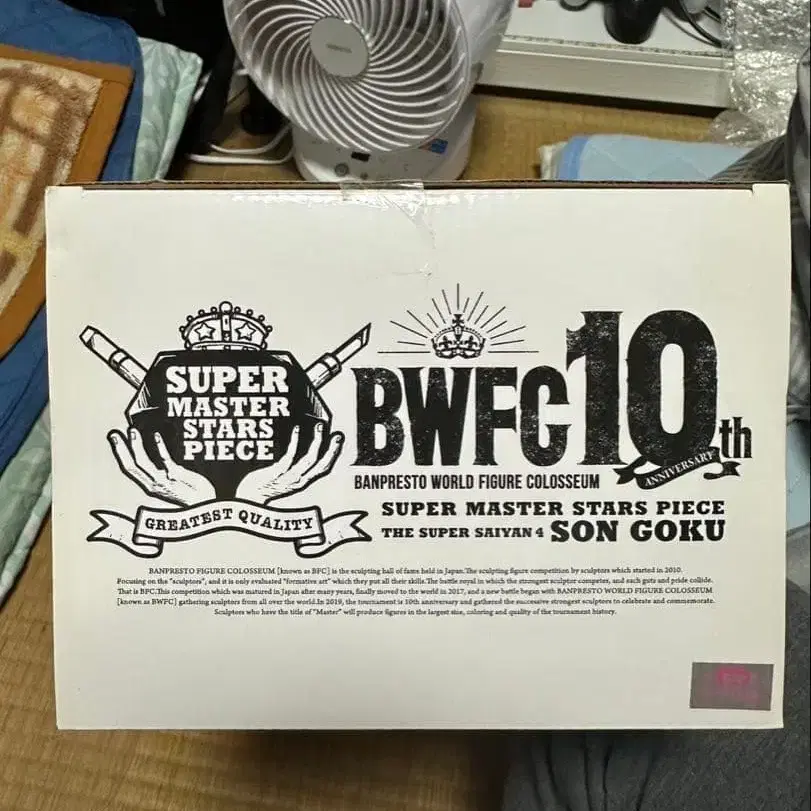 SUPER
MASTER
STARS
PIECE
GREATEST QUALITY
BWFC10th
ANNIVERSARY
BANPRESTO WORLD FIGURE COLOSSEUM
SUPER MASTER STARS PIECE
THE SUPER SAIYAN 4 SON GOKU
BANPRESTO FIGURE COLOSSEUM [known as BFC] is the sculpting hall of fame held in Japan. The sculpting figure competition by sculptors which started in 2010.
Focusing on the "sculptors", and it is only evaluated "formative art" which they put all their skills. The battle royal in which the strongest sculptor competes, and each guts and pride collide.
That is BFC. This competition which was matured in Japan after many years, finally moved to the world in 2017, and a new battle began with BANPRESTO WORLD FIGURE COLOSSEUM
[known as BWFC] gathering sculptors from all over the world. In 2019, the tournament is 10th anniversary and gathered the successive strongest sculptors to celebrate and commemorate.
Sculptors who have the title of "Master" will produce figures in the largest size, coloring and quality of the tournament history.